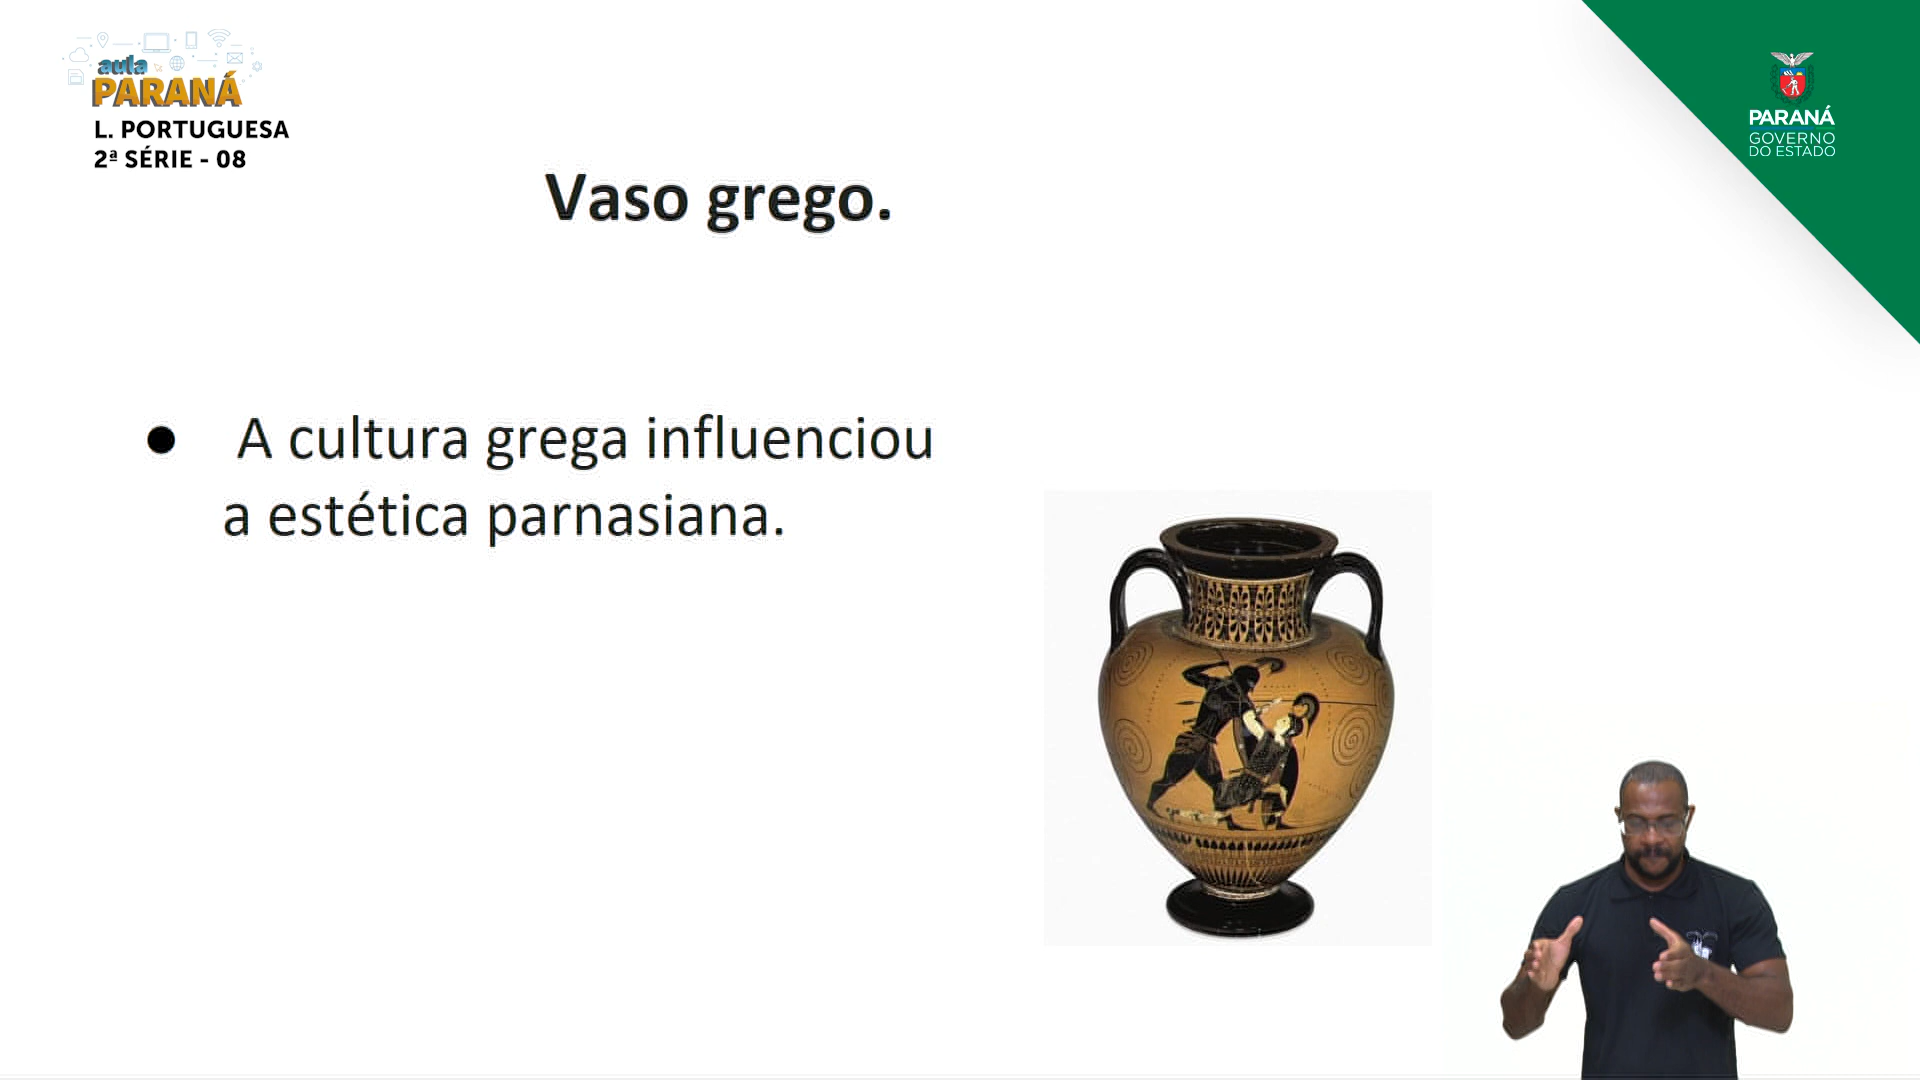 aula
PARANÁ
L. PORTUGUESA
2ª SÉRIE - 08
PARANÁ
GOVERNO
DO ESTADO
Vaso grego.
● A cultura grega influenciou
a estética parnasiana.